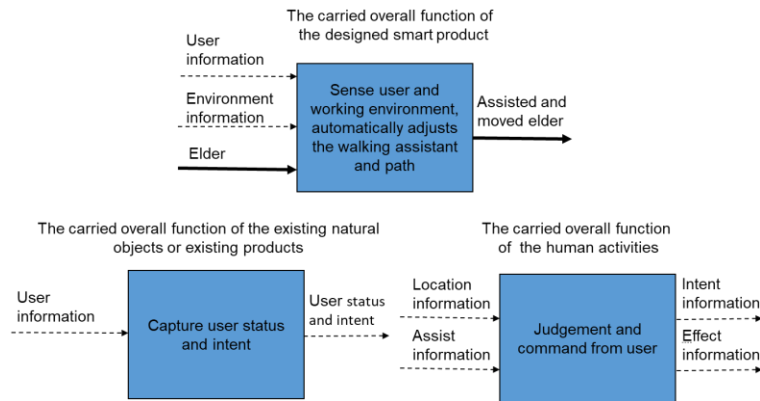 The carried overall function of
the designed smart product
User
information
Environment
information
Elder
Sense user and
working environment,
automatically adjusts
the walking assistant
and path
Assisted and
moved elder
The carried overall function of the existing natural
objects or existing products
User
information
Capture user status
and intent
User status
and intent
The carried overall function
of the human activities
Location
information
Assist
information
Judgement and
command from user
Intent
information
Effect
information